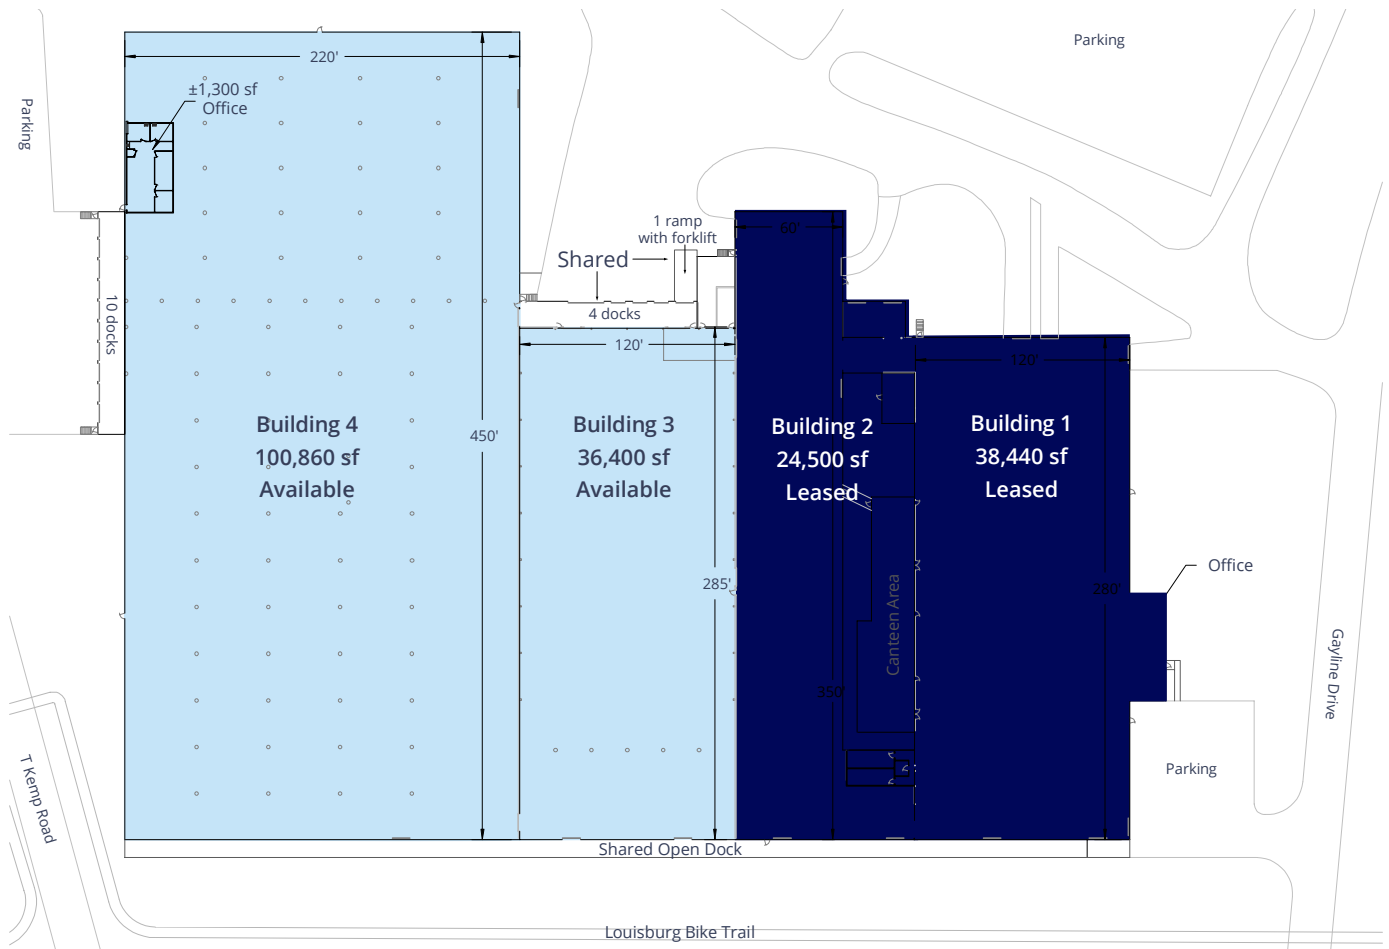 Parking
220'
±1,300 sf
Office
Parking
1 ramp
with forklift
60'
Shared
10 docks
4 docks
120'
120'
Building 4
100,860 sf
Available
450'
Building 3
36,400 sf
Available
Building 2
24,500 sf
Leased
Building 1
38,440 sf
Leased
285'
280'
Office
Canteen Area
350'
Gayline Drive
Parking
T Kemp Road
Shared Open Dock
Louisburg Bike Trail